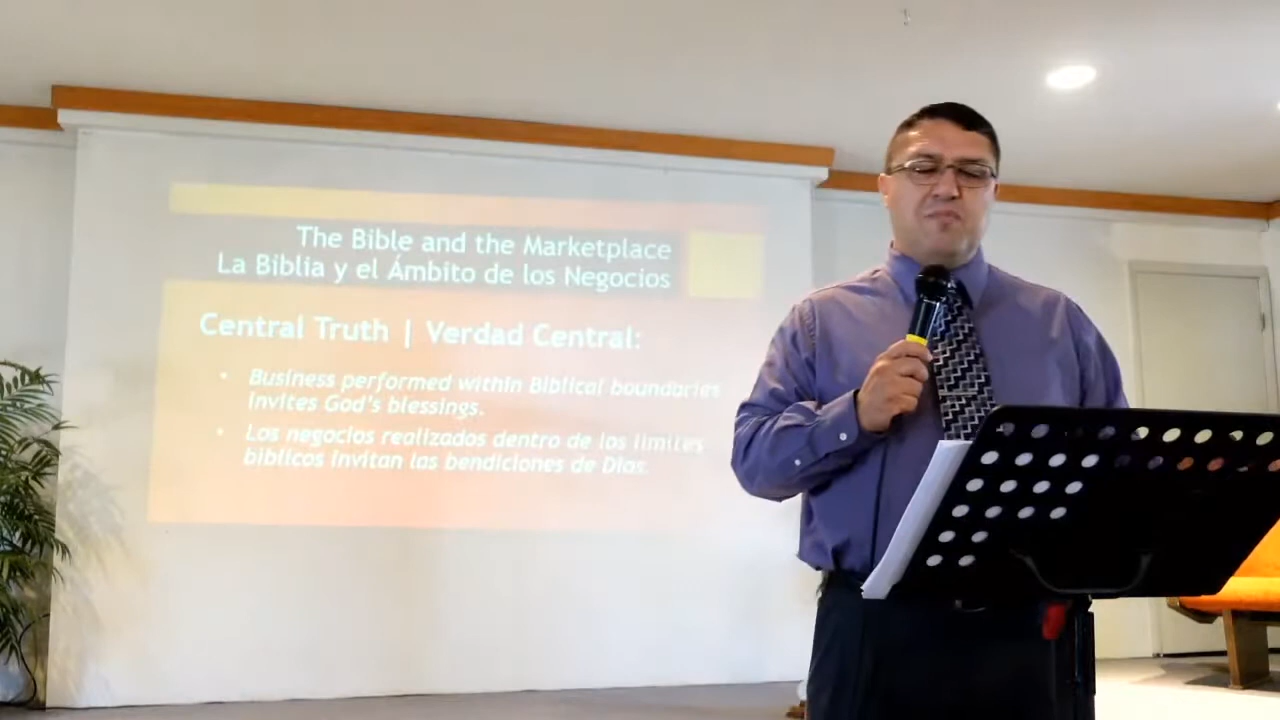 The Bible and the Marketplace
La Biblia y el Ámbito de los Negocios
Central Truth | Verdad Central:
• Business performed within Biblical boundaries
invites God's blessings.
• Los negocios realizados dentro de los límites
bíblicos invitan las bendiciones de Dios.